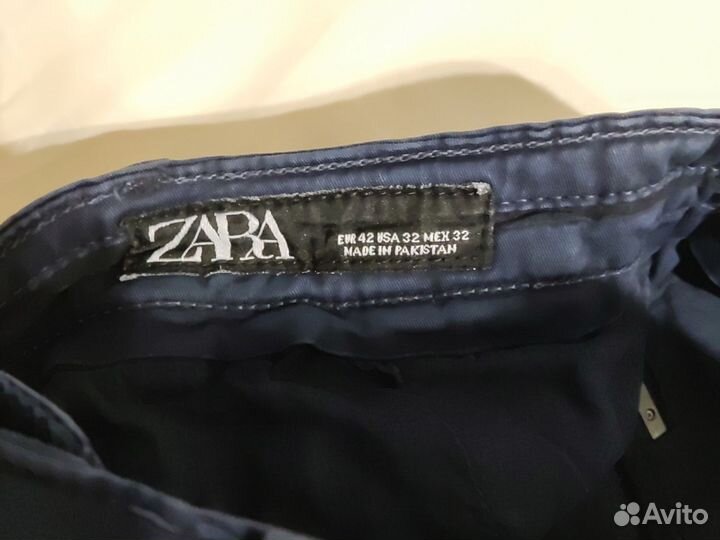 ZARA
EUR 42 USA 32 MEX 32
MADE IN PAKISTAN
Avito